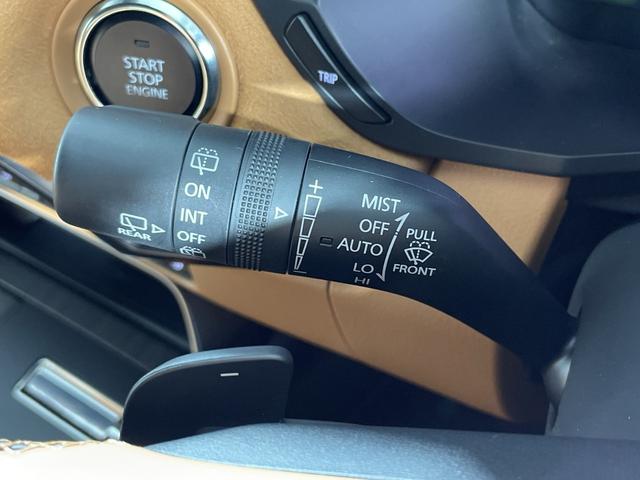 START
STOP
ENGINE
TRIP
ON
INT
OFF
REAR
MIST
OFF
AUTO
LO
HI
PULL
FRONT